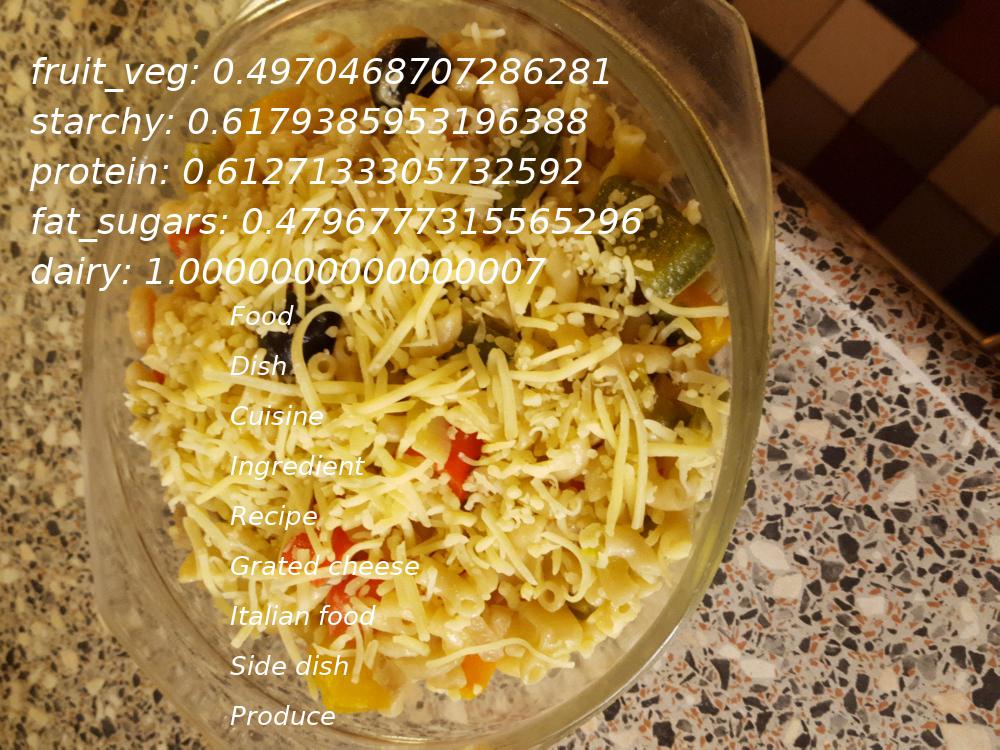 fruit_veg: 0.4970468707286281
starchy: 0.6179385953196388
protein: 0.6127133305732592
fat_sugars: 0.4796777315565296
dairy: 1.0000000000000007
Food
Dish
Cuisine
Ingredient
Recipe
Grated cheese
Italian food
Side dish
Produce